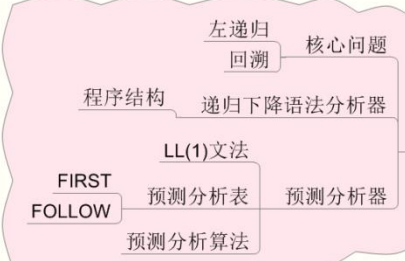 左递归
回溯
核心问题
程序结构
递归下降语法分析器
LL(1)文法
FIRST
FOLLOW
预测分析表
预测分析器
预测分析算法